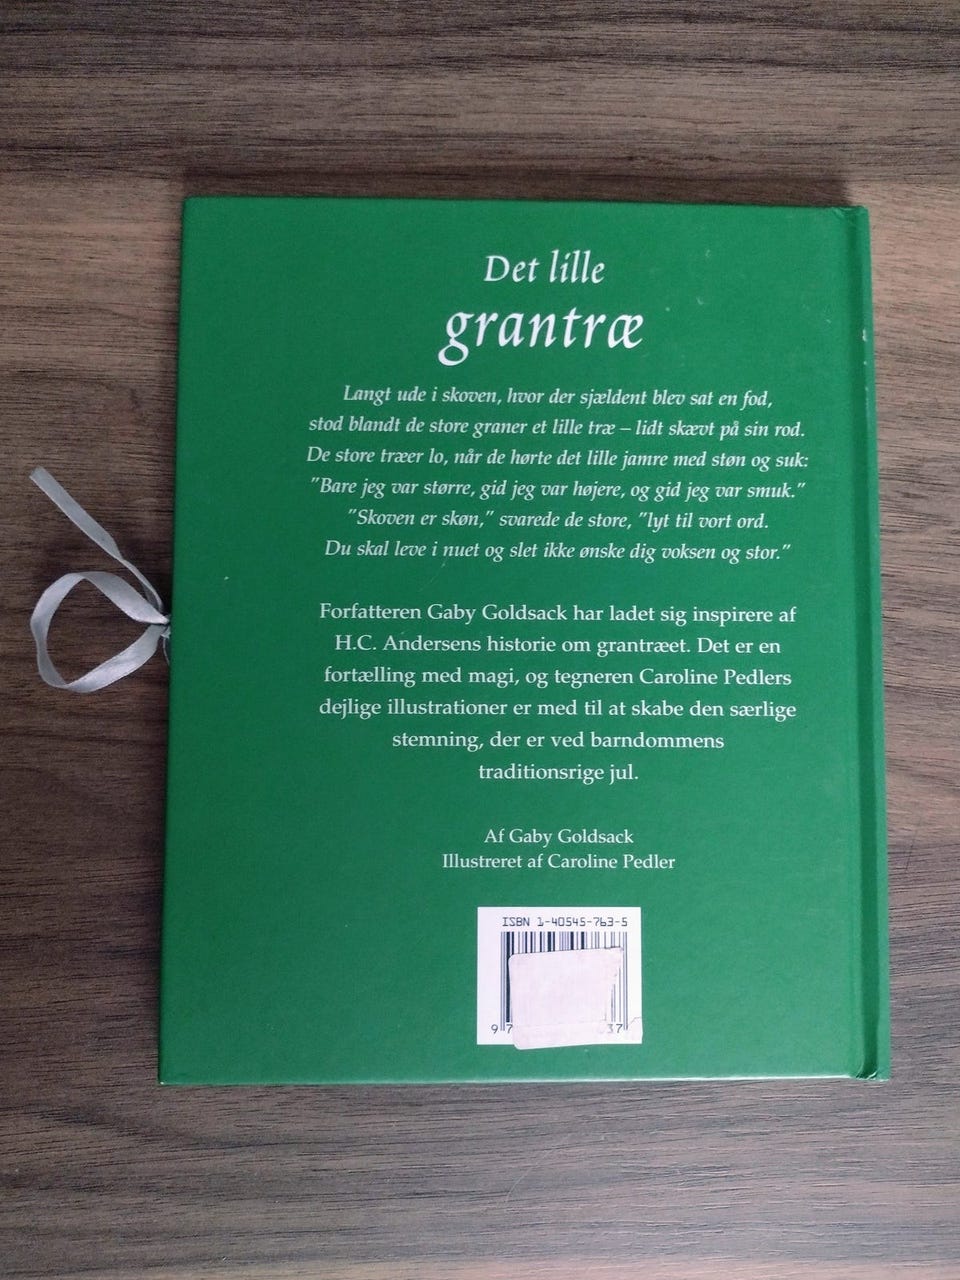 Det lille
grantræ
Langt ude i skoven, hvor der sjældent blev sat en fod,
stod blandt de store graner et lille træ – lidt skævt på sin rod.
De store træer lo, når de hørte det lille jamre med støn og suk:
”Bare jeg var større, gid jeg var højere, og gid jeg var smuk.”
”Skoven er skøn,” svarede de store, ”lyt til vort ord.
Du skal leve i nuet og slet ikke ønske dig voksen og stor.”
Forfatteren Gaby Goldsack har ladet sig inspirere af
H.C. Andersens historie om grantræet. Det er en
fortælling med magi, og tegneren Caroline Pedlers
dejlige illustrationer er med til at skabe den særlige
stemning, der er ved barndommens
traditionsrige jul.
Af Gaby Goldsack
Illustreret af Caroline Pedler
ISBN 1-40545-763-5
9 7 37